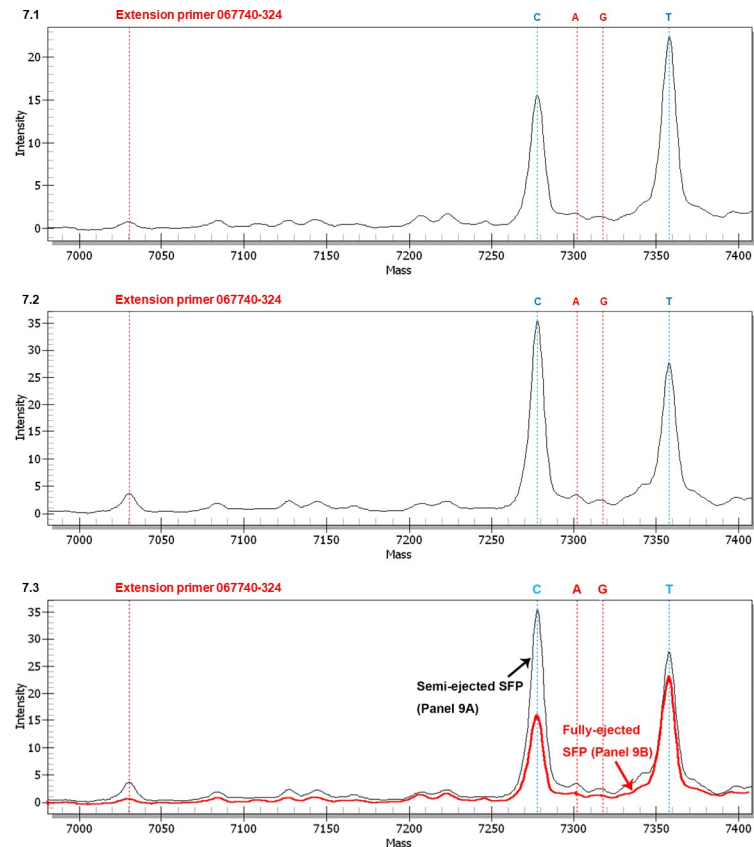 7.1 Extension primer 067740-324 C A G T
20
15
10
5
0
Intensity
7000 7050 7100 7150 7200 7250 7300 7350 7400
Mass
7.2 Extension primer 067740-324 C A G T
35
30
25
20
15
10
5
0
Intensity
7000 7050 7100 7150 7200 7250 7300 7350 7400
Mass
7.3 Extension primer 067740-324 C A G T
35
30
25
20
15
10
5
0
Intensity
Semi-ejected SFP
(Panel 9A)
Fully-ejected
SFP (Panel 9B)
7000 7050 7100 7150 7200 7250 7300 7350 7400
Mass